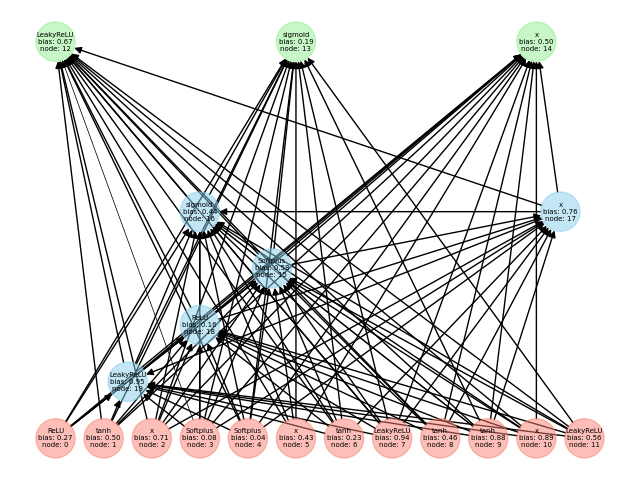 LeakyReLU
bias: 0.67
node: 12
sigmoid
bias: 0.19
node: 13
x
bias: 0.50
node: 14
sigmoid
bias: 0.44
node: 16
x
bias: 0.76
node: 17
Softplus
bias: 0.58
node: 15
ReLU
bias: 0.16
node: 18
LeakyReLU
bias: 0.95
node: 19
ReLU
bias: 0.27
node: 0
tanh
bias: 0.50
node: 1
x
bias: 0.71
node: 2
Softplus
bias: 0.08
node: 3
Softplus
bias: 0.04
node: 4
x
bias: 0.43
node: 5
tanh
bias: 0.23
node: 6
LeakyReLU
bias: 0.94
node: 7
tanh
bias: 0.46
node: 8
tanh
bias: 0.88
node: 9
x
bias: 0.89
node: 10
LeakyReLU
bias: 0.56
node: 11